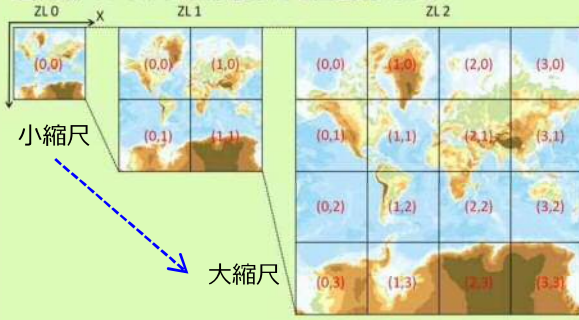 ZL 0
X
ZL 1
ZL 2
(0,0)
(0,0) (1,0)
(0,1) (1,1)
(0,0) (1,0) (2,0) (3,0)
(0,1) (1,1) (2,1) (3,1)
(0,2) (1,2) (2,2) (3,2)
(0,3) (1,3) (2,3) (3,3)
小縮尺
大縮尺